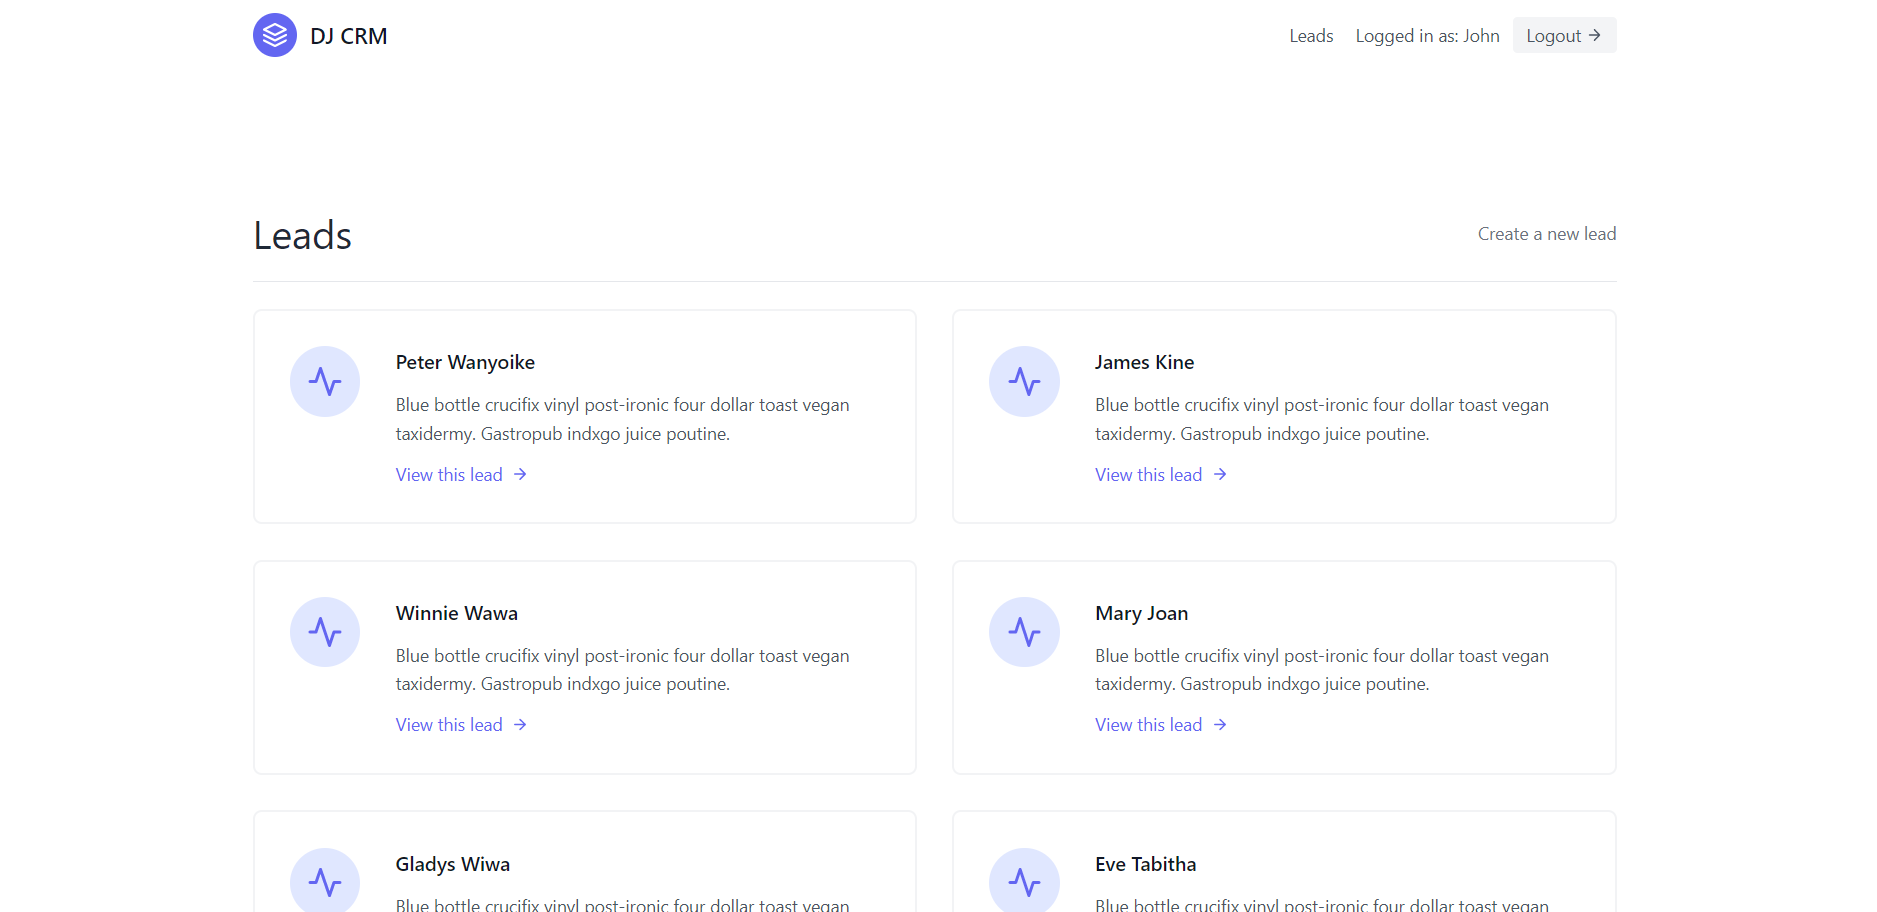 DJ CRM
Leads
Logged in as: John
Logout →
Leads
Create a new lead
Peter Wanyoike
Blue bottle crucifix vinyl post-ironic four dollar toast vegan
taxidermy. Gastropub indxgo juice poutine.
View this lead →
James Kine
Blue bottle crucifix vinyl post-ironic four dollar toast vegan
taxidermy. Gastropub indxgo juice poutine.
View this lead →
Winnie Wawa
Blue bottle crucifix vinyl post-ironic four dollar toast vegan
taxidermy. Gastropub indxgo juice poutine.
View this lead →
Mary Joan
Blue bottle crucifix vinyl post-ironic four dollar toast vegan
taxidermy. Gastropub indxgo juice poutine.
View this lead →
Gladys Wiwa
Blue bottle crucifix vinyl post-ironic four dollar toast vegan
Eve Tabitha
Blue bottle crucifix vinyl post-ironic four dollar toast vegan